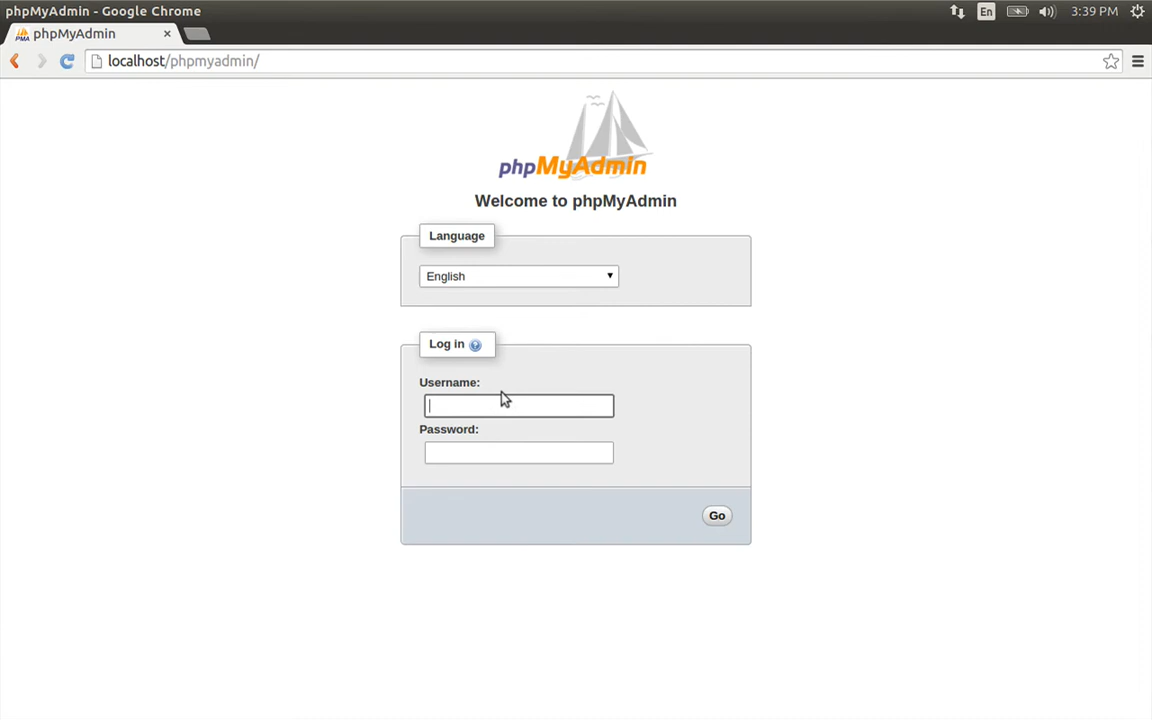 phpMyAdmin - Google Chrome
En
3:39 PM
PMA phpMyAdmin ×
localhost/phpmyadmin/
phpMyAdmin
Welcome to phpMyAdmin
Language
English
Log in ?
Username:
Password:
Go